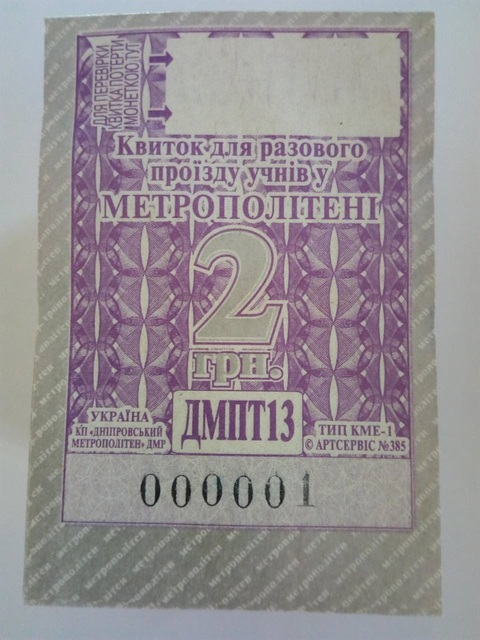 ДЛЯ ПЕРЕВІРКИ
КВИТКА ПОТЕРТИ
МОНЕТКОЮ ТУТ
Квиток для разового
проїзду учнів у
МЕТРОПОЛІТЕНІ
2
грн.
УКРАЇНА
КП «ДНІПРОВСЬКИЙ
МЕТРОПОЛІТЕН» ДМР
ДМПТ13
ТИП КМЕ-1
© АРТСЕРВІС №385
000001